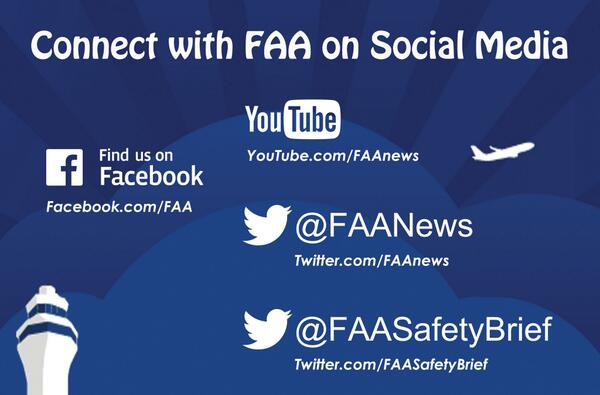 Connect with FAA on Social Media
YouTube
YouTube.com/FAAnews
f
Find us on
Facebook
Facebook.com/FAA
@FAANews
Twitter.com/FAAnews
@FAASafetyBrief
Twitter.com/FAASafetyBrief